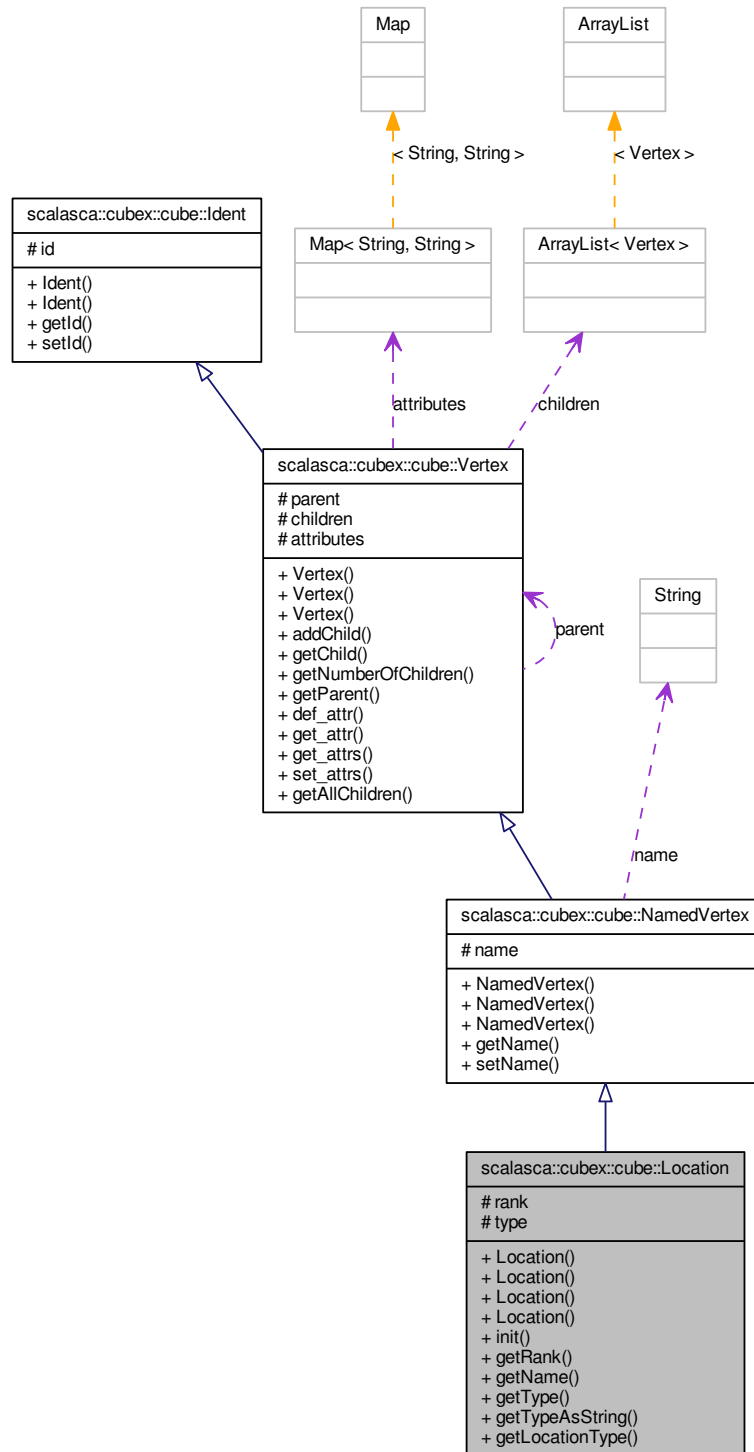 Map
ArrayList
< String, String >
< Vertex >
scalasca::cubex::cube::Ident
# id
+ Ident()
+ Ident()
+ getId()
+ setId()
Map< String, String >
ArrayList< Vertex >
attributes
children
scalasca::cubex::cube::Vertex
# parent
# children
# attributes
+ Vertex()
+ Vertex()
+ Vertex()
+ addChild()
+ getChild()
+ getNumberOfChildren()
+ getParent()
+ def_attr()
+ get_attr()
+ get_attrs()
+ set_attrs()
+ getAllChildren()
parent
String
name
scalasca::cubex::cube::NamedVertex
# name
+ NamedVertex()
+ NamedVertex()
+ NamedVertex()
+ getName()
+ setName()
scalasca::cubex::cube::Location
# rank
# type
+ Location()
+ Location()
+ Location()
+ Location()
+ init()
+ getRank()
+ getName()
+ getType()
+ getTypeAsString()
+ getLocationType()